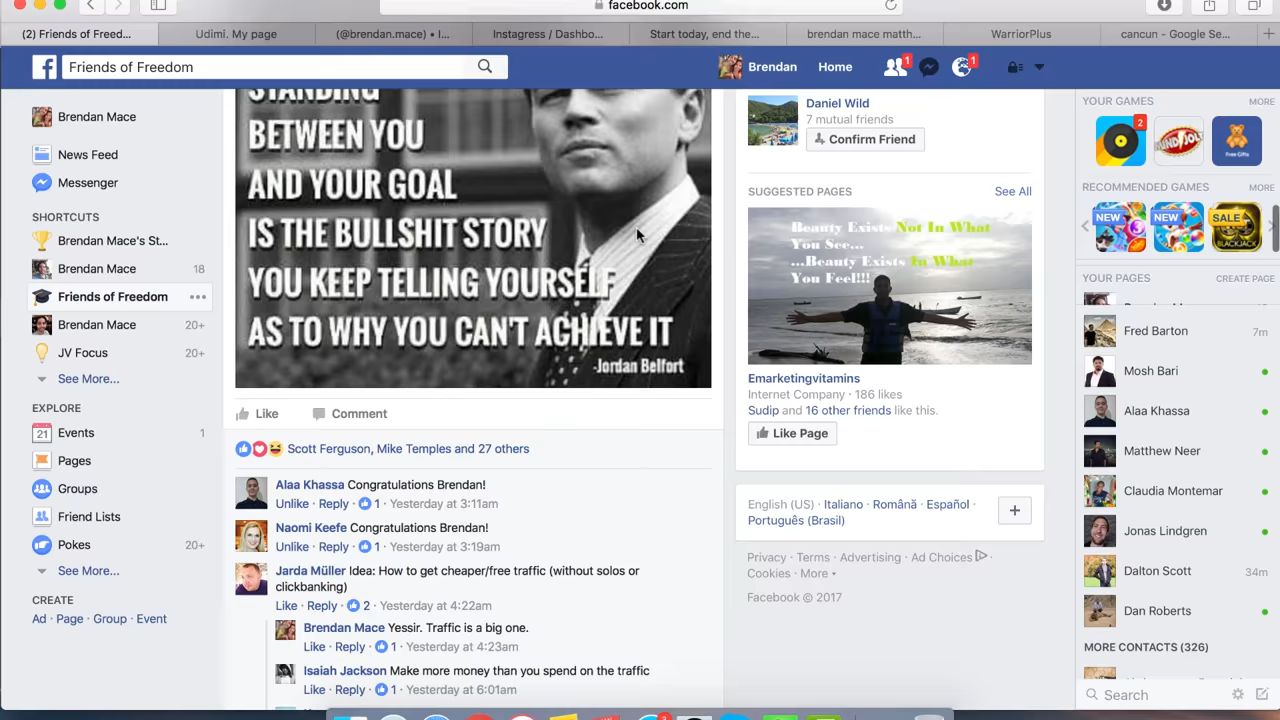 facebook.com
(2) Friends of Freed...
Udimi. My page
(@brendan.mace) • I...
Instagress / Dashbo...
Start today, end the...
brendan mace matth...
WarriorPlus
cancun - Google Se...
Friends of Freedom
Brendan
Home
1
1
Brendan Mace
News Feed
Messenger
SHORTCUTS
Brendan Mace's St...
Brendan Mace 18
Friends of Freedom
Brendan Mace 20+
JV Focus 20+
See More...
EXPLORE
21 Events 1
Pages
Groups
Friend Lists
Pokes 20+
See More...
CREATE
Ad · Page · Group · Event
STANDING
BETWEEN YOU
AND YOUR GOAL
IS THE BULLSHIT STORY
YOU KEEP TELLING YOURSELF
AS TO WHY YOU CAN'T ACHIEVE IT
-Jordan Belfort
Like Comment
Scott Ferguson, Mike Temples and 27 others
Alaa Khassa Congratulations Brendan!
Unlike · Reply · 1 · Yesterday at 3:11am
Naomi Keefe Congratulations Brendan!
Unlike · Reply · 1 · Yesterday at 3:19am
Jarda Müller Idea: How to get cheaper/free traffic (without solos or
clickbanking)
Like · Reply · 2 · Yesterday at 4:22am
Brendan Mace Yessir. Traffic is a big one.
Like · Reply · 1 · Yesterday at 4:23am
Isaiah Jackson Make more money than you spend on the traffic
Like · Reply · 1 · Yesterday at 6:01am
Daniel Wild
7 mutual friends
Confirm Friend
SUGGESTED PAGES
See All
Beauty Exists Not In What
You See...
...Beauty Exists In What
You Feel!!!
Emarketingvitamins
Internet Company · 186 likes
Sudip and 16 other friends like this.
Like Page
English (US) · Italiano · Română · Español ·
Português (Brasil)
Privacy · Terms · Advertising · Ad Choices ·
Cookies · More
Facebook © 2017
YOUR GAMES MORE
2
Free Gifts
RECOMMENDED GAMES MORE
NEW
NEW
SALE
BLACKJACK
YOUR PAGES CREATE PAGE
Fred Barton 7m
Mosh Bari
Alaa Khassa
Matthew Neer
Claudia Montemar
Jonas Lindgren
Dalton Scott 34m
Dan Roberts
MORE CONTACTS (326)
Search